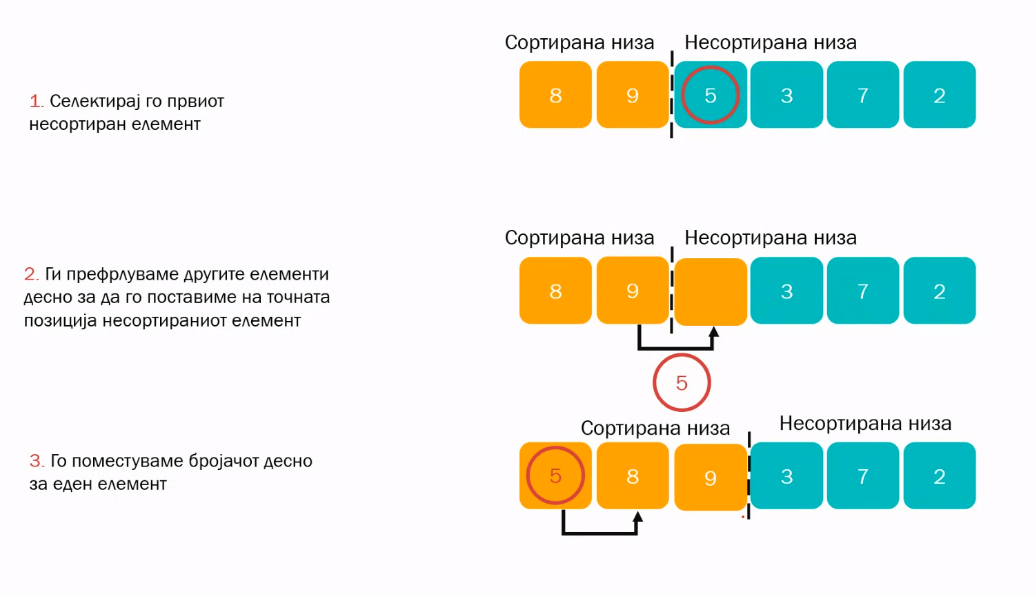 Сортирана низа Несортирана низа
1. Селектирај го првиот
несортиран елемент
8 9 5 3 7 2
Сортирана низа Несортирана низа
2. Ги префрлуваме другите елементи
десно за да го поставиме на точната
позиција несортираниот елемент
8 9 3 7 2
5
Сортирана низа Несортирана низа
3. Го поместуваме бројачот десно
за еден елемент
5 8 9 3 7 2